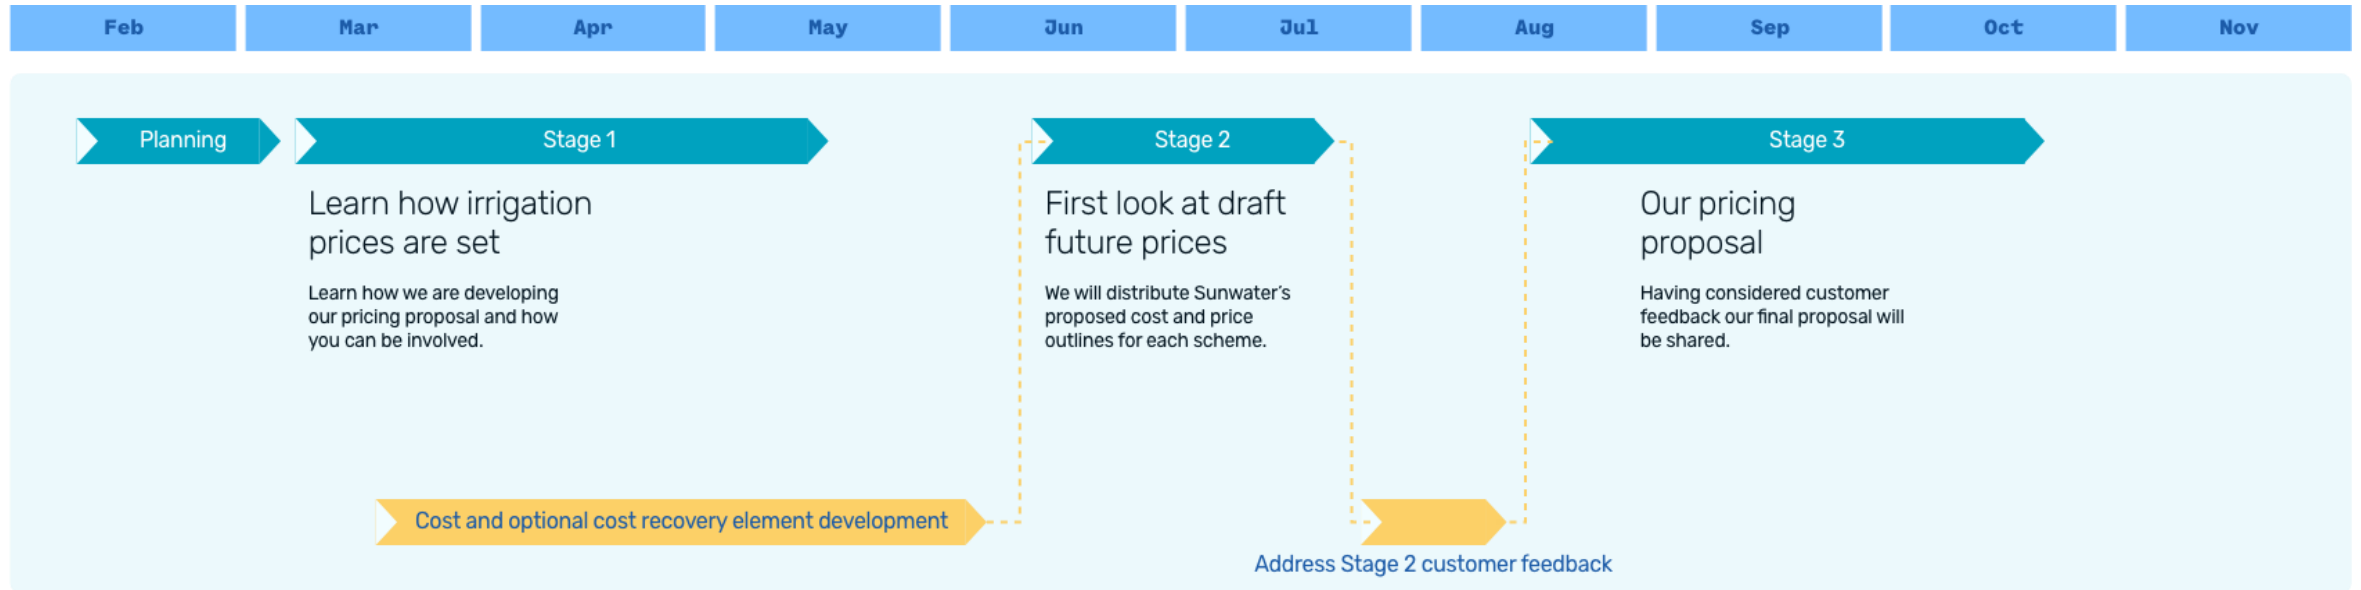 Feb Mar Apr May Jun Jul Aug Sep Oct Nov
Planning Stage 1 Stage 2 Stage 3
Learn how irrigation
prices are set
Learn how we are developing
our pricing proposal and how
you can be involved.
First look at draft
future prices
We will distribute Sunwater's
proposed cost and price
outlines for each scheme.
Our pricing
proposal
Having considered customer
feedback our final proposal will
be shared.
Cost and optional cost recovery element development
Address Stage 2 customer feedback